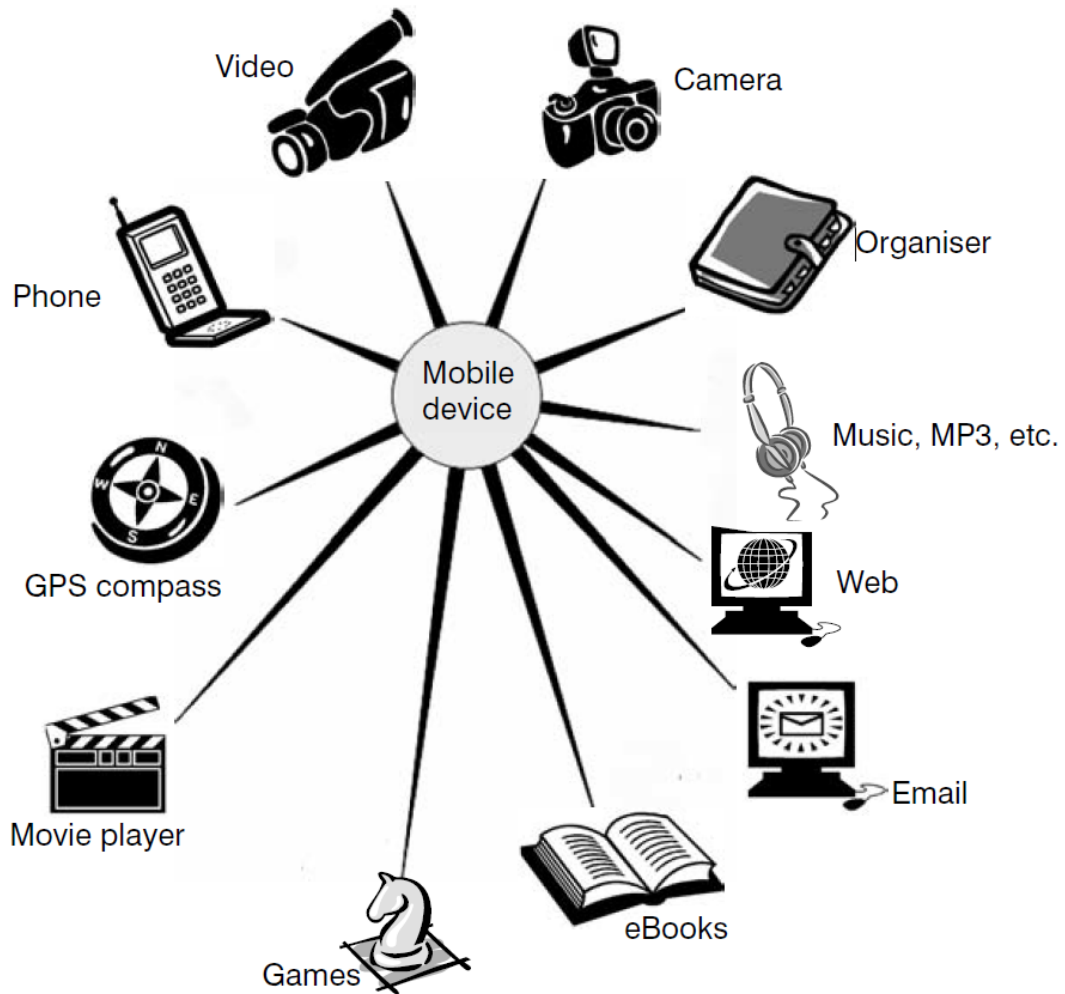 Video
Camera
Organiser
Phone
Mobile
device
Music, MP3, etc.
N
W
E
S
GPS compass
Web
Email
Movie player
eBooks
Games